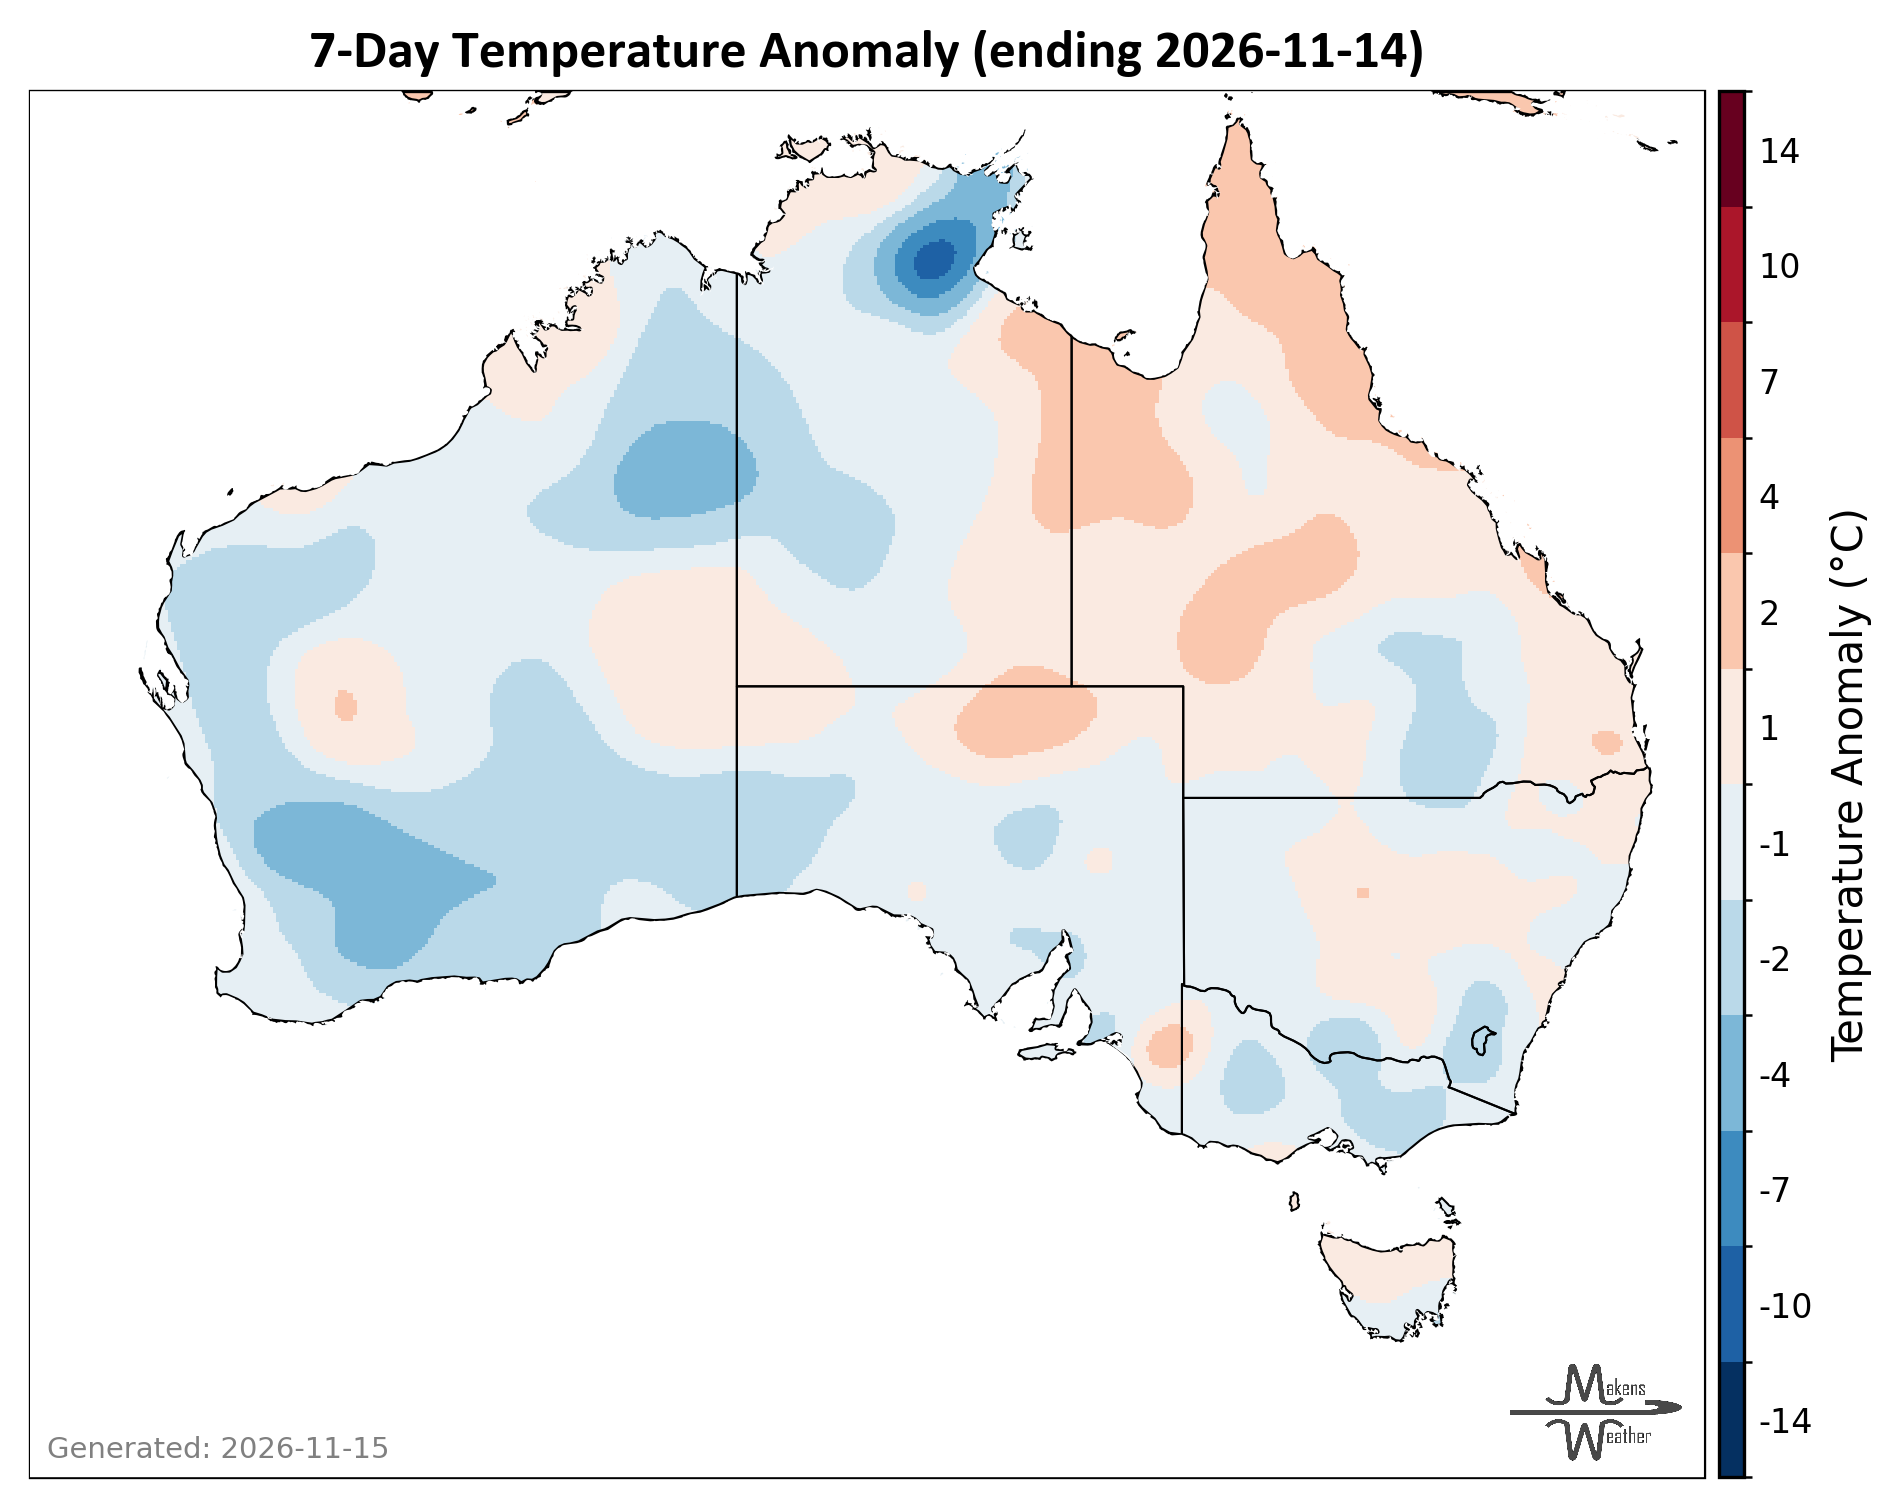 7-Day Temperature Anomaly (ending 2026-11-14)
14
10
7
4
2
1
-1
-2
-4
-7
-10
-14
Temperature Anomaly (°C)
Makens
Weather
Generated: 2026-11-15